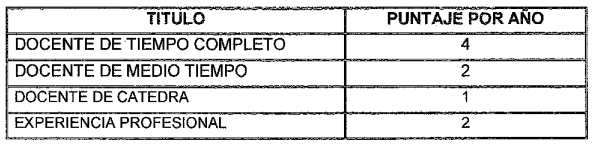 TITULO PUNTAJE POR AÑO
DOCENTE DE TIEMPO COMPLETO 4
DOCENTE DE MEDIO TIEMPO 2
DOCENTE DE CATEDRA 1
EXPERIENCIA PROFESIONAL 2